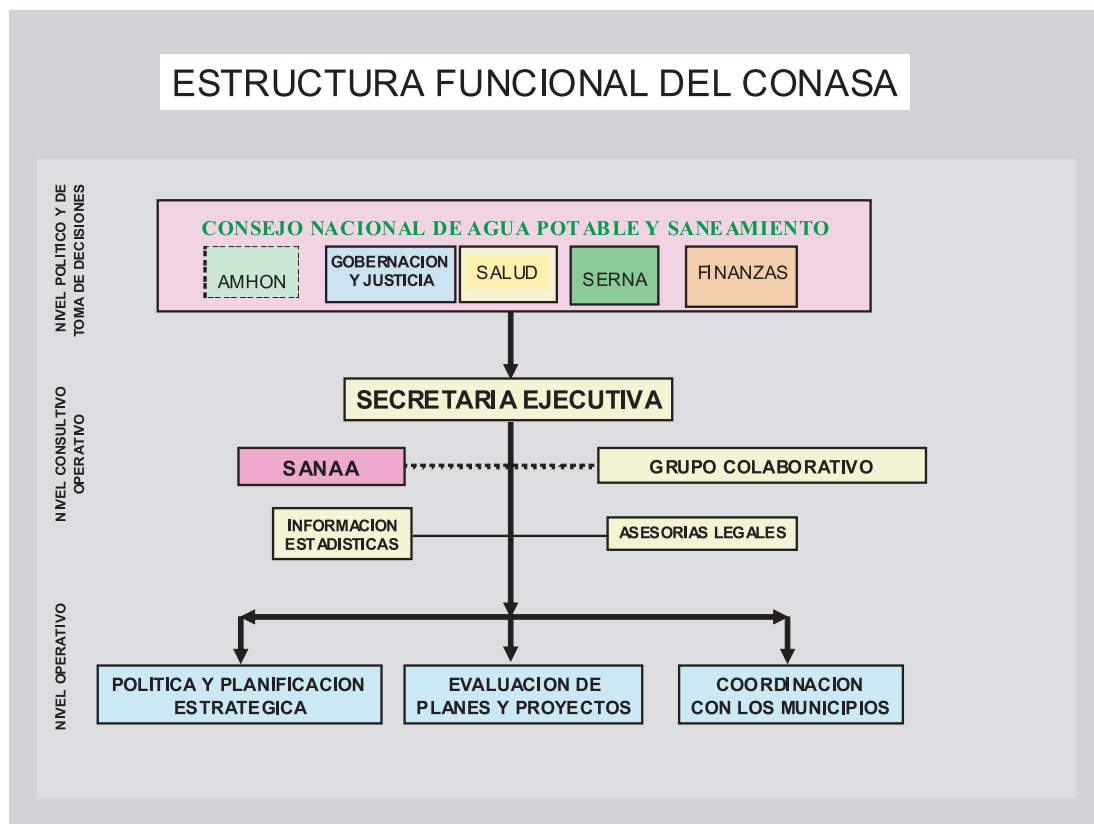 ESTRUCTURA FUNCIONAL DEL CONASA
NIVEL POLITICO Y DE
TOMA DE DECISIONES
CONSEJO NACIONAL DE AGUA POTABLE Y SANEAMIENTO
AMHON
GOBERNACION
Y JUSTICIA
SALUD
SERNA
FINANZAS
NIVEL CONSULTIVO
OPERATIVO
SECRETARIA EJECUTIVA
SANAA
GRUPO COLABORATIVO
INFORMACION
ESTADISTICAS
ASESORIAS LEGALES
NIVEL OPERATIVO
POLITICA Y PLANIFICACION
ESTRATEGICA
EVALUACION DE
PLANES Y PROYECTOS
COORDINACION
CON LOS MUNICIPIOS